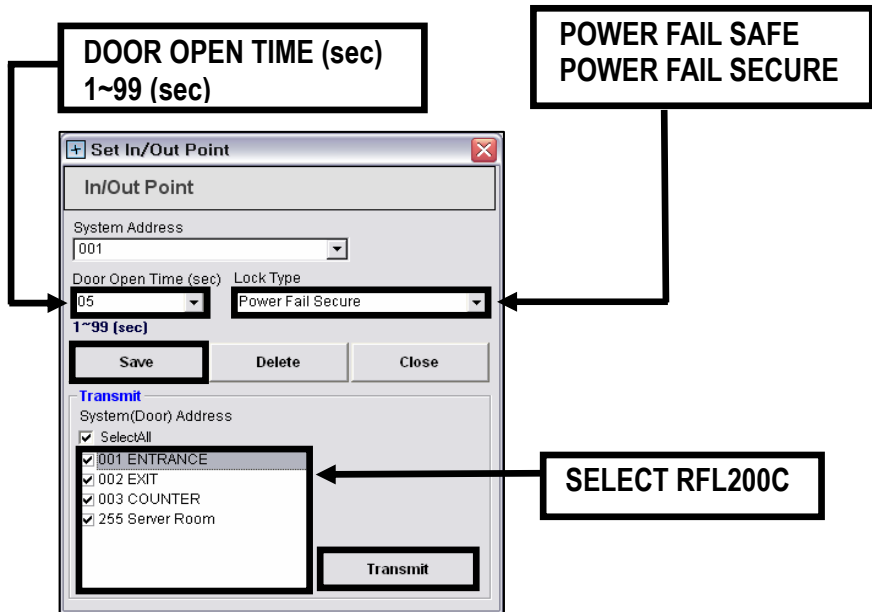 DOOR OPEN TIME (sec)
1~99 (sec)
POWER FAIL SAFE
POWER FAIL SECURE
Set In/Out Point
In/Out Point
System Address
001
Door Open Time (sec) Lock Type
05 Power Fail Secure
1~99 (sec)
Save Delete Close
Transmit
System(Door) Address
SelectAll
001 ENTRANCE
002 EXIT
003 COUNTER
255 Server Room
SELECT RFL200C
Transmit